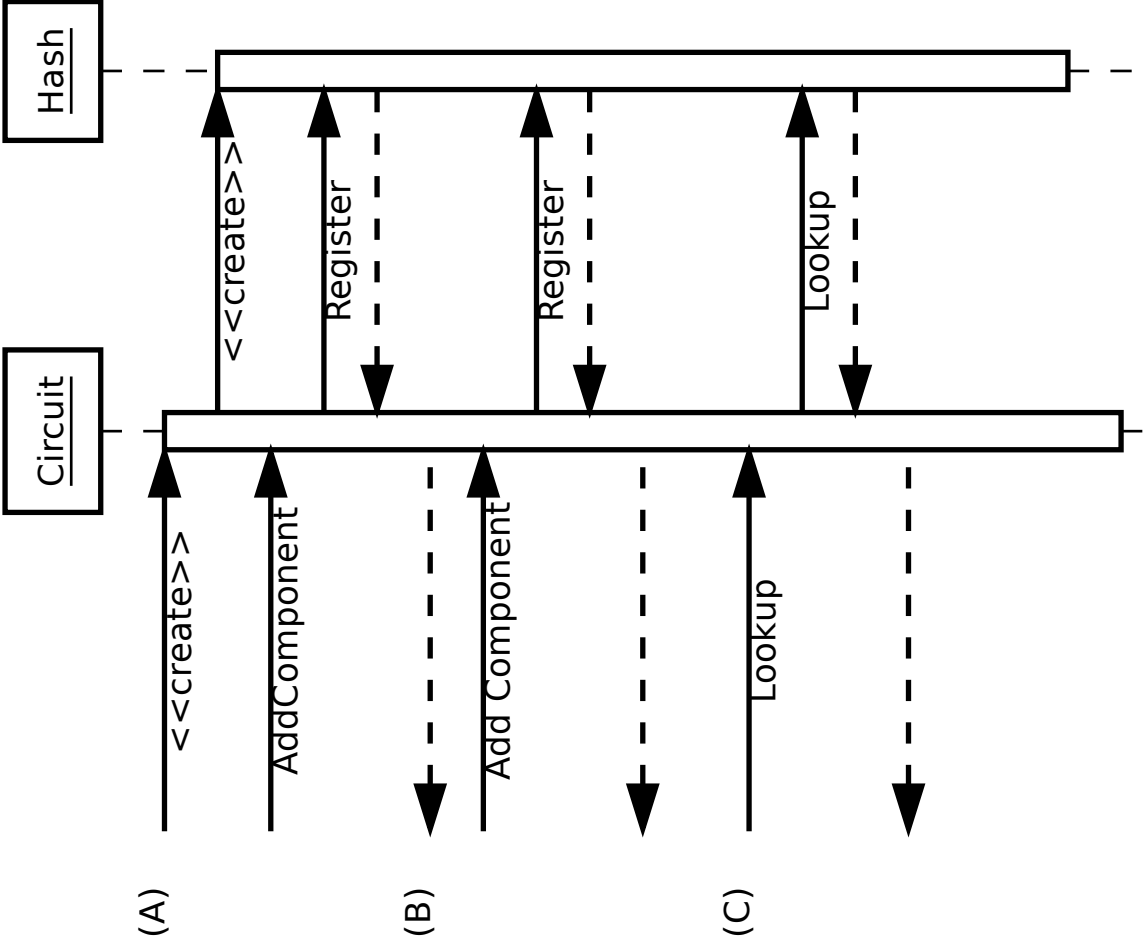 Circuit
Hash
(A)
<<create>>
<<create>>
AddComponent
Register
(B)
Add Component
Register
(C)
Lookup
Lookup